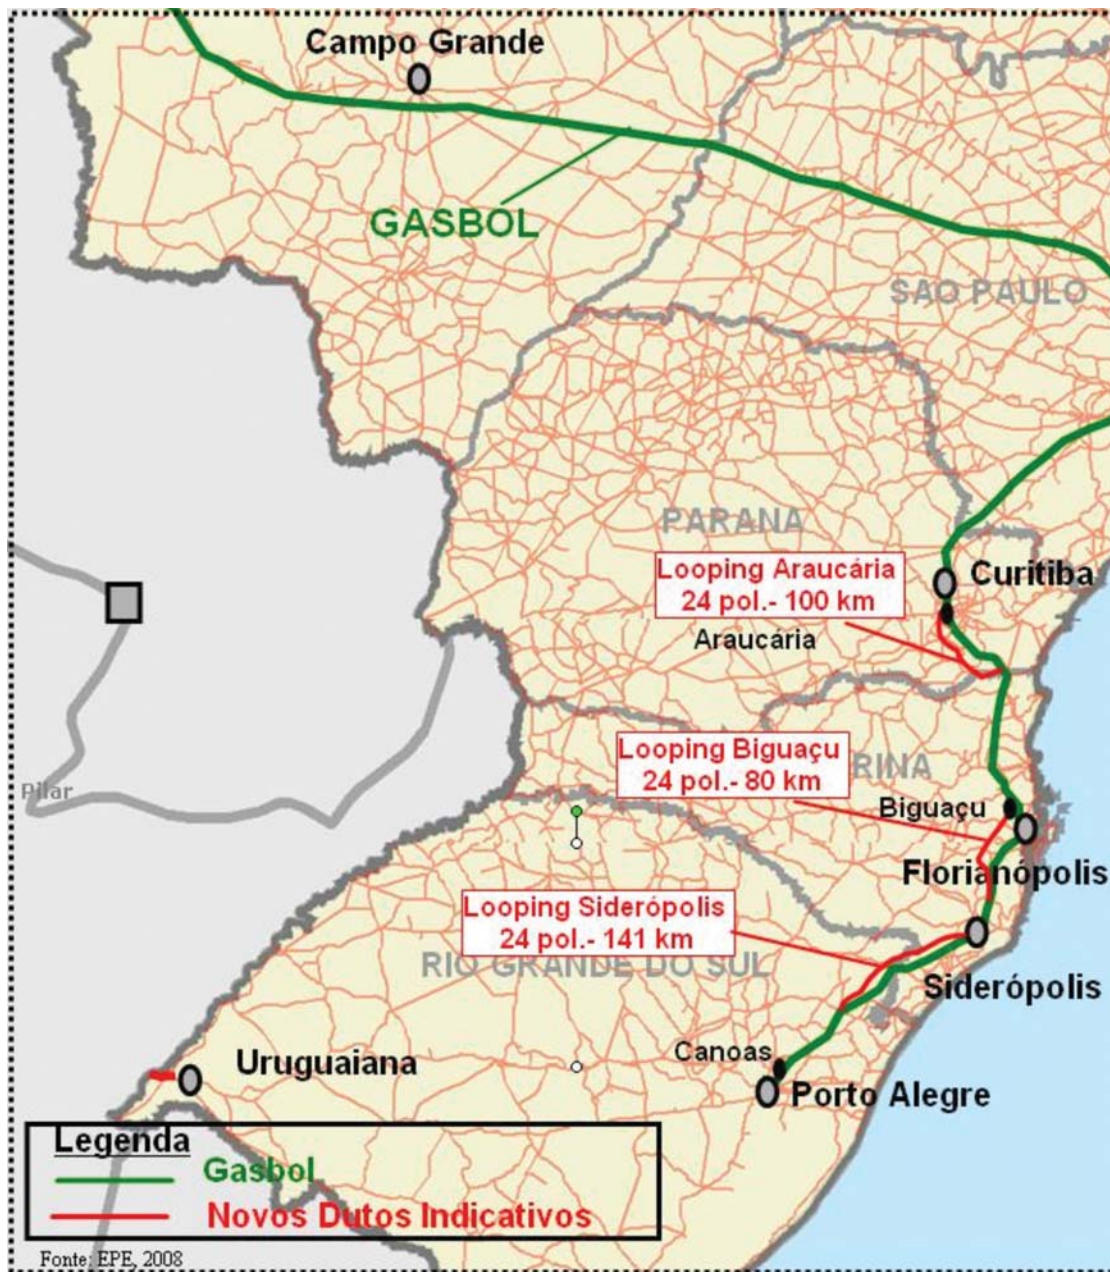 Campo Grande
GASBOL
SAO PAULO
PARANA
Looping Araucária
24 pol.- 100 km
Curitiba
Araucária
Looping Biguaçu
24 pol.- 80 km
RINA
Pilar
Biguaçu
Florianópolis
Looping Siderópolis
24 pol.- 141 km
RIO GRANDE DO SUL
Siderópolis
Canoas
Uruguaiana
Porto Alegre
Legenda
Gasbol
Novos Dutos Indicativos
Fonte: EPE, 2008